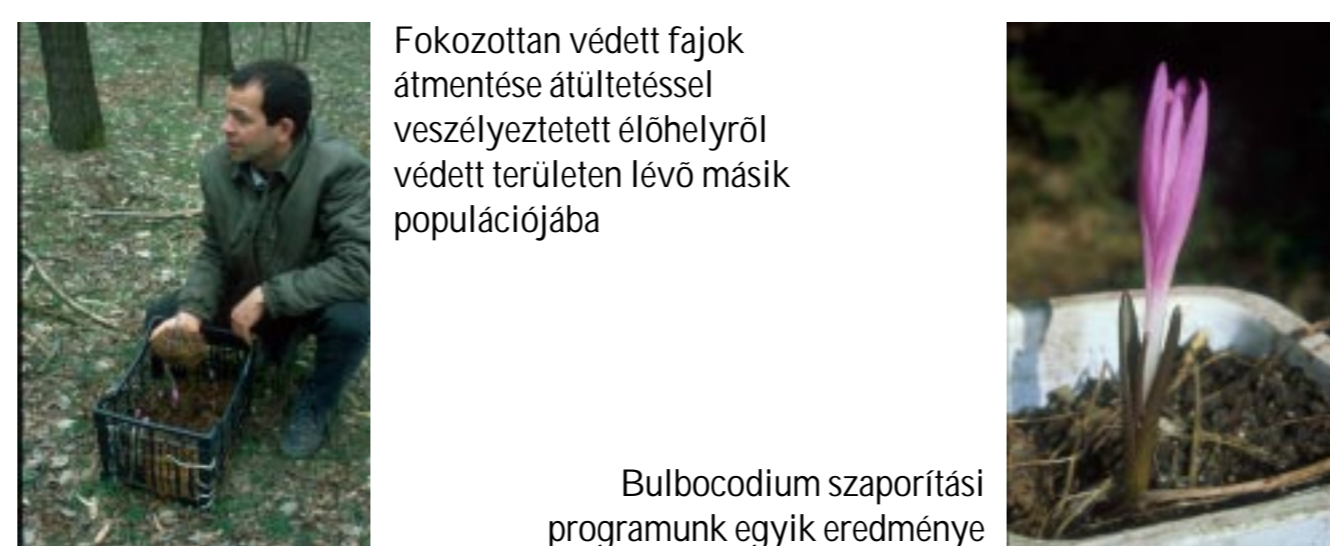 Fokozottan védett fajok
átmentése átültetéssel
veszélyeztetett élõhelyrõl
védett területen lévõ másik
populációjába
Bulbocodium szaporítási
programunk egyik eredménye